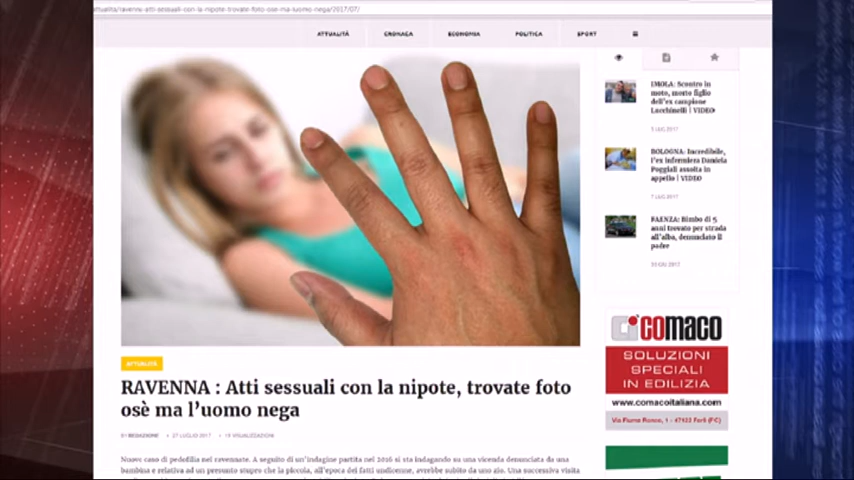 attualita/ravenna-atti-sessuali-con-la-nipote-trovate-foto-ose-ma-luomo-nega/2017/07/
ATTUALITÀ CRONACA ECONOMIA POLITICA SPORT
IMOLA: Scontro in
moto, morto figlio
dell'ex campione
Lucchinelli | VIDEO
5 LUG 2017
BOLOGNA: Incredibile,
l'ex infermiera Daniela
Poggiali assolta in
appello | VIDEO
7 LUG 2017
FAENZA: Bimbo di 5
anni trovato per strada
all'alba, denunciato il
padre
2017
COMACO
SOLUZIONI
SPECIALI
IN EDILIZIA
www.comacoitaliana.com
Via Fiume Ronco, 1 - 47122 Forlì (FC)
ATTUALITÀ
RAVENNA : Atti sessuali con la nipote, trovate foto
osè ma l'uomo nega
BY REDAZIONE 27 LUGLIO 2017 19 VISUALIZZAZIONI
Nuovo caso di pedofilia nel ravennate. A seguito di un'indagine partita nel 2016 si sta indagando su una vicenda denunciata da una
bambina e relativa ad un presunto stupro che la piccola, all'epoca dei fatti undicenne, avrebbe subito da uno zio. Una successiva visita